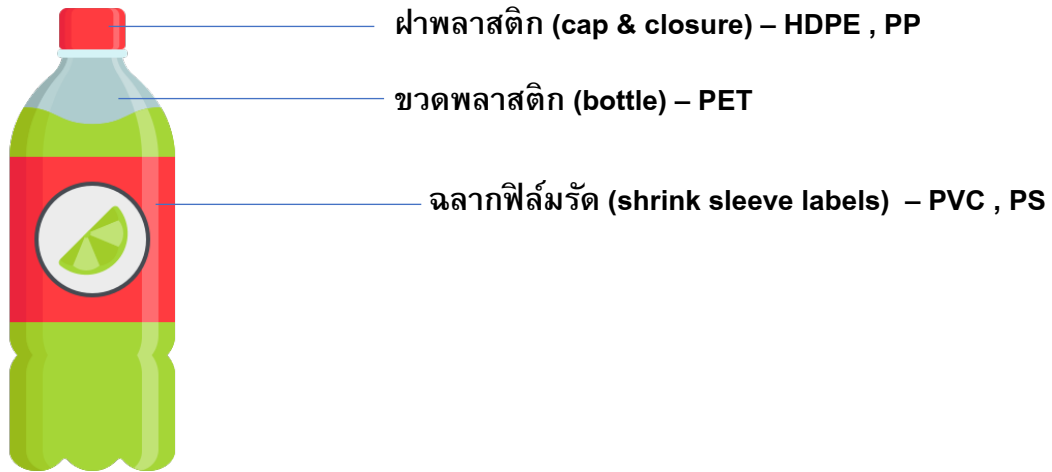 ฝาพลาสติก (cap & closure) – HDPE , PP
ขวดพลาสติก (bottle) – PET
ฉลากฟิล์มรัด (shrink sleeve labels) – PVC , PS